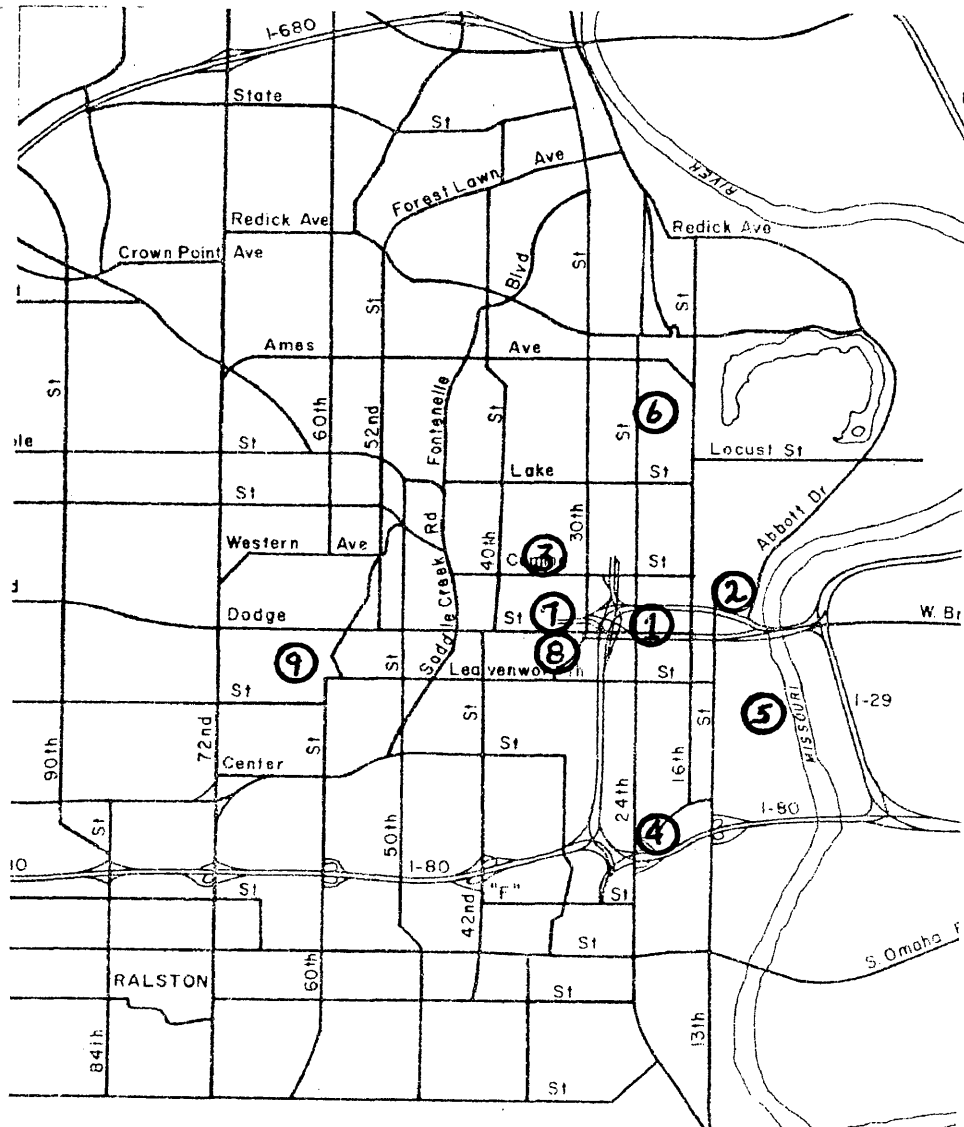 I-680
State
St
Forest Lawn Ave
RIVER
Redick Ave
Redick Ave
Crown Point Ave
Blvd
St
St
St
Ames Ave
St
60th
52nd
Fontenelle
St
St
6
St
Locust St
Lake St
St
Abbott Dr
Western Ave
Saddle Creek Rd
40th
30th
3
St
2
Dodge St
7
1
W. Br
9
8
St
Leavenworth St
St
St
St
St
5
MISSOURI
I-29
90th
72nd
Center
St
16th
24th
50th
4
I-80
St
I-80
St
42nd
"F" St
St
S. Omaha
60th
RALSTON
St
84th
13th
St